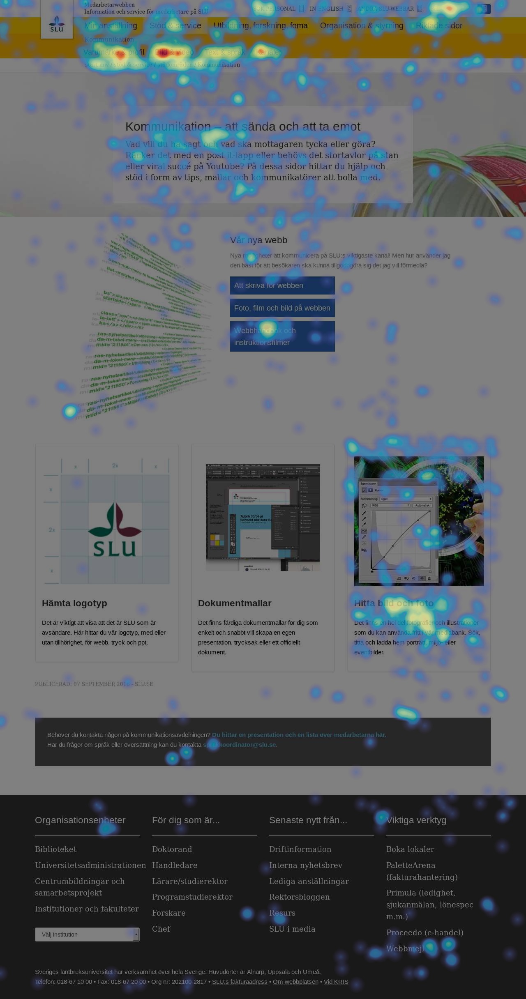 Medarbetarwebben
Information och service för medarbetare på SLU
SÖK PERSONAL
IN ENGLISH
ANDRA SLU-WEBBAR
SLU
Min anställning
Stöd & service
Utbildning, forskning, foma
Organisation & styrning
Riktade sidor
Kommunikation
Varumärke & profil
Bild & video
Text & språk
Kanaler
start mw / stöd & service / stödområden / Kommunikation
Kommunikation – att sända och att ta emot
Vad vill du ha sagt och vad ska mottagaren tycka eller göra?
Räcker det med en post it-lapp eller behövs det stortavlor på stan
eller viral succé på Youtube? På dessa sidor hittar du hjälp och
stöd i form av tips, mallar och kommunikatörer att bolla med.
Vår nya webb
Nya möjligheter att kommunicera på SLU:s viktigaste kanal! Men hur använder jag
den bäst för att besökaren ska kunna tillgodogöra sig det jag vill förmedla?
Att skriva för webben
Foto, film och bild på webben
Webbhandbok och
instruktionsfilmer
x 2x x
x
2x
x
SLU
Rubrik 30/34 pt
Egenskaper
Kurvor
Förinställning: Egen
RGB
Automatisk
Hämta logotyp
Det är viktigt att visa att det är SLU som är
avsändare. Här hittar du vår logotyp, med eller
utan tillhörighet, för webb, tryck och ppt.
Dokumentmallar
Det finns färdiga dokumentmallar för dig som
enkelt och snabbt vill skapa en egen
presentation, trycksak eller ett officiellt
dokument.
Hitta bild och foto
Det finns en hel del fotografier och illustrationer
som du kan använda fritt i vår mediabank. Sök,
titta och ladda hem porträtt, miljö- eller
eventbilder.
PUBLICERAD: 07 SEPTEMBER 2016 - SLU.SE
Behöver du kontakta någon på kommunikationsavdelningen? Du hittar en presentation och en lista över medarbetarna här.
Har du frågor om språk eller översättning kan du kontakta sprakkoordinator@slu.se.
Organisationsenheter
Biblioteket
Universitetsadministrationen
Centrumbildningar och
samarbetsprojekt
Institutioner och fakulteter
Välj institution
För dig som är...
Doktorand
Handledare
Lärare/studierektor
Programstudierektor
Forskare
Chef
Senaste nytt från...
Driftinformation
Interna nyhetsbrev
Lediga anställningar
Rektorsbloggen
Resurs
SLU i media
Viktiga verktyg
Boka lokaler
PaletteArena
(fakturahantering)
Primula (ledighet,
sjukanmälan, lönespec
m.m.)
Proceedo (e-handel)
Webbmejl
Sveriges lantbruksuniversitet har verksamhet över hela Sverige. Huvudorter är Alnarp, Uppsala och Umeå.
Telefon: 018-67 10 00 • Fax: 018-67 20 00 • Org nr: 202100-2817 • SLU:s fakturaadress • Om webbplatsen • Vid KRIS